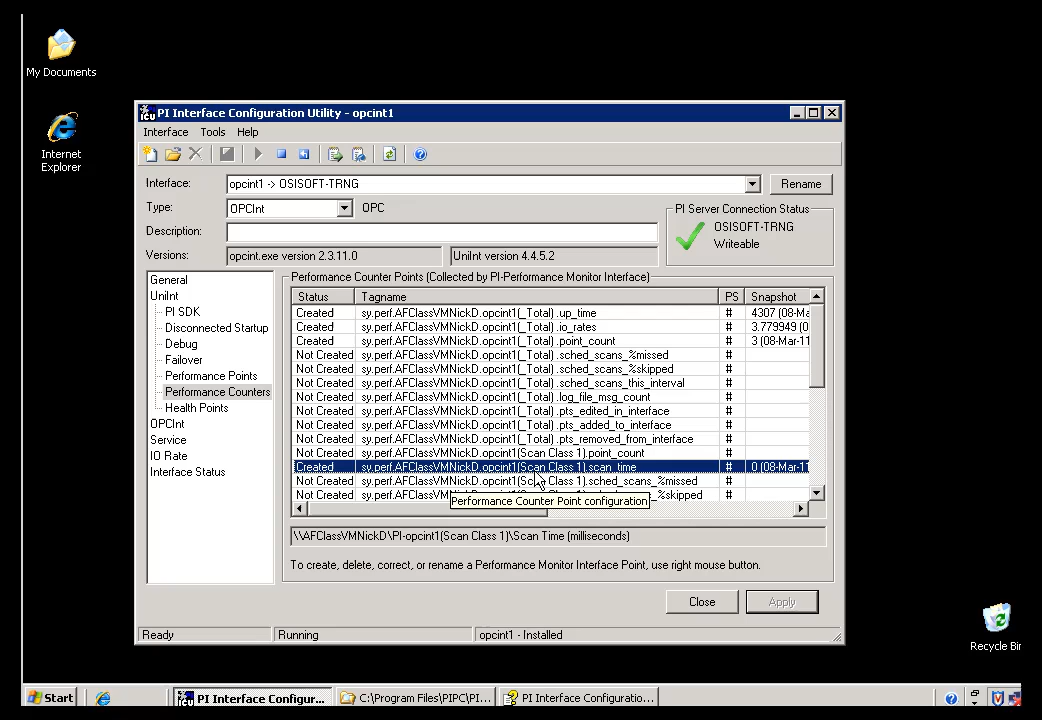 My Documents
Internet
Explorer
PI Interface Configuration Utility - opcint1
Interface Tools Help
Interface: opcint1 -> OSISOFT-TRNG Rename
Type: OPCInt OPC
Description:
Versions: opcint.exe version 2.3.11.0 UniInt version 4.4.5.2
PI Server Connection Status
OSISOFT-TRNG
Writeable
General
UniInt
PI SDK
Disconnected Startup
Debug
Failover
Performance Points
Performance Counters
Health Points
OPCInt
Service
IO Rate
Interface Status
Performance Counter Points (Collected by PI-Performance Monitor Interface)
Status Tagname PS Snapshot
Created sy.perf.AFClassVMNickD.opcint1(_Total).up_time # 4307 (08-Ma
Created sy.perf.AFClassVMNickD.opcint1(_Total).io_rates # 3.779949 (0
Created sy.perf.AFClassVMNickD.opcint1(_Total).point_count # 3 (08-Mar-11
Not Created sy.perf.AFClassVMNickD.opcint1(_Total).sched_scans_%missed #
Not Created sy.perf.AFClassVMNickD.opcint1(_Total).sched_scans_%skipped #
Not Created sy.perf.AFClassVMNickD.opcint1(_Total).sched_scans_this_interval #
Not Created sy.perf.AFClassVMNickD.opcint1(_Total).log_file_msg_count #
Not Created sy.perf.AFClassVMNickD.opcint1(_Total).pts_edited_in_interface #
Not Created sy.perf.AFClassVMNickD.opcint1(_Total).pts_added_to_interface #
Not Created sy.perf.AFClassVMNickD.opcint1(_Total).pts_removed_from_interface #
Not Created sy.perf.AFClassVMNickD.opcint1(Scan Class 1).point_count #
Created sy.perf.AFClassVMNickD.opcint1(Scan Class 1).scan_time # 0 (08-Mar-11
Not Created sy.perf.AFClassVMNickD.opcint1(Scan Class 1).sched_scans_%missed #
Not Created #
Performance Counter Point configuration
\\AFClassVMNickD\PI-opcint1(Scan Class 1)\Scan Time (milliseconds)
To create, delete, correct, or rename a Performance Monitor Interface Point, use right mouse button.
Close Apply
Ready Running opcint1 - Installed
Recycle Bin
Start PI Interface Configur... C:\Program Files\PIPC\PI... PI Interface Configuratio...